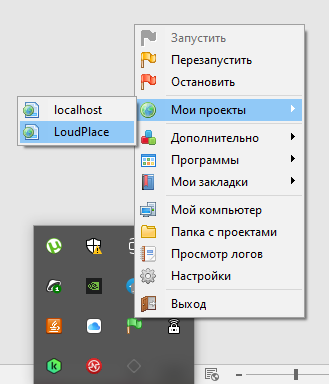 Запустить
Перезапустить
Остановить
Мои проекты
localhost
LoudPlace
Дополнительно
Программы
Мои закладки
Мой компьютер
Папка с проектами
Просмотр логов
Настройки
Выход